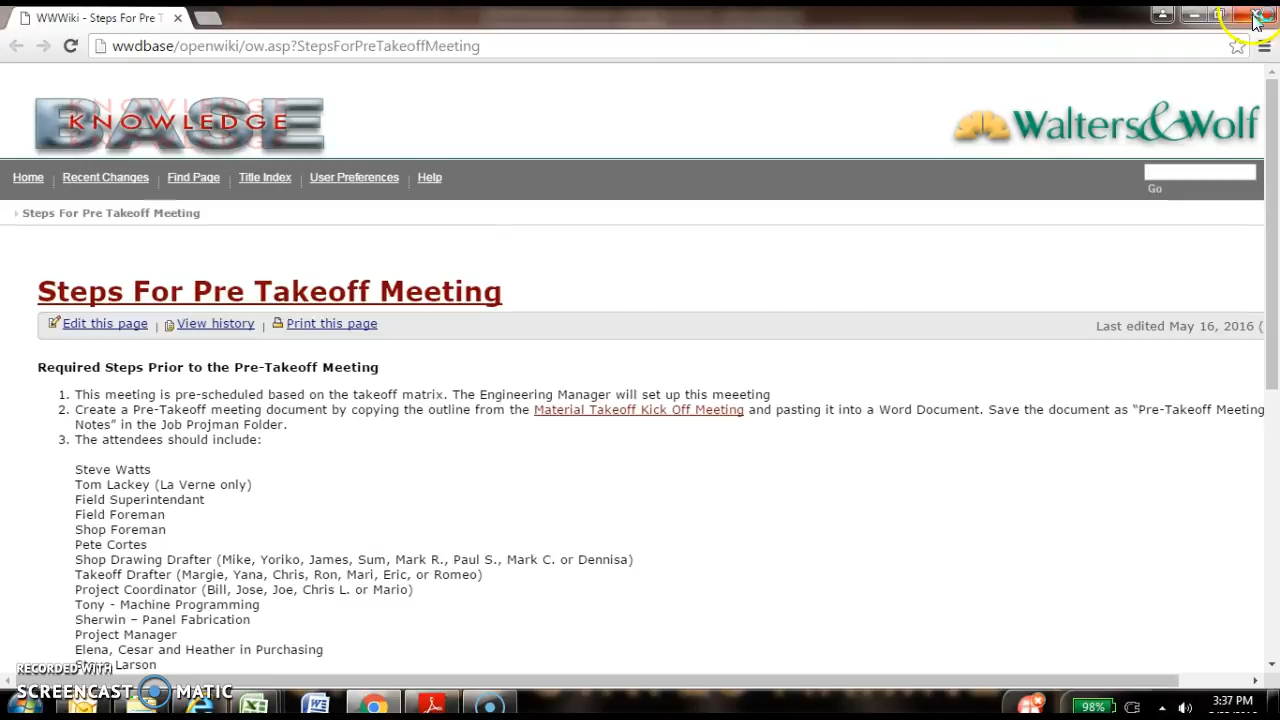 WWWiki - Steps For Pre T
wwdbase/openwiki/ow.asp?StepsForPreTakeoffMeeting
BASE
KNOWLEDGE
Walters&Wolf
Home | Recent Changes | Find Page | Title Index | User Preferences | Help
Go
Steps For Pre Takeoff Meeting
Steps For Pre Takeoff Meeting
Edit this page | View history | Print this page
Last edited May 16, 2016 (
Required Steps Prior to the Pre-Takeoff Meeting
1. This meeting is pre-scheduled based on the takeoff matrix. The Engineering Manager will set up this meeeting
2. Create a Pre-Takeoff meeting document by copying the outline from the Material Takeoff Kick Off Meeting and pasting it into a Word Document. Save the document as “Pre-Takeoff Meeting
Notes” in the Job Projman Folder.
3. The attendees should include:
Steve Watts
Tom Lackey (La Verne only)
Field Superintendant
Field Foreman
Shop Foreman
Pete Cortes
Shop Drawing Drafter (Mike, Yoriko, James, Sum, Mark R., Paul S., Mark C. or Dennisa)
Takeoff Drafter (Margie, Yana, Chris, Ron, Mari, Eric, or Romeo)
Project Coordinator (Bill, Jose, Joe, Chris L. or Mario)
Tony - Machine Programming
Sherwin – Panel Fabrication
Project Manager
Elena, Cesar and Heather in Purchasing
Steve Larson
RECORDED WITH
SCREENCAST MATIC
98%
3:37 PM